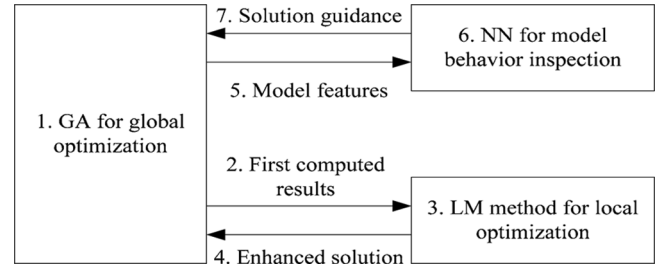 7. Solution guidance
6. NN for model
behavior inspection
5. Model features
1. GA for global
optimization
2. First computed
results
3. LM method for local
optimization
4. Enhanced solution